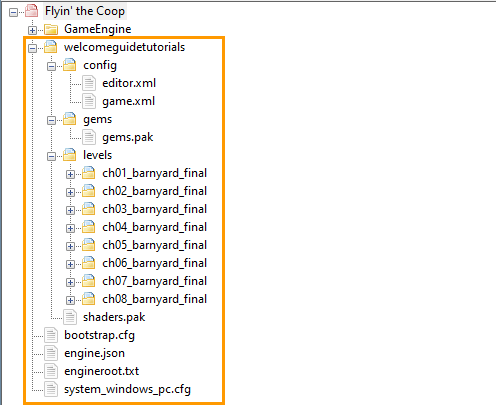 Flyin' the Coop
GameEngine
welcomeguidetutorials
config
editor.xml
game.xml
gems
gems.pak
levels
ch01_barnyard_final
ch02_barnyard_final
ch03_barnyard_final
ch04_barnyard_final
ch05_barnyard_final
ch06_barnyard_final
ch07_barnyard_final
ch08_barnyard_final
shaders.pak
bootstrap.cfg
engine.json
engineroot.txt
system_windows_pc.cfg